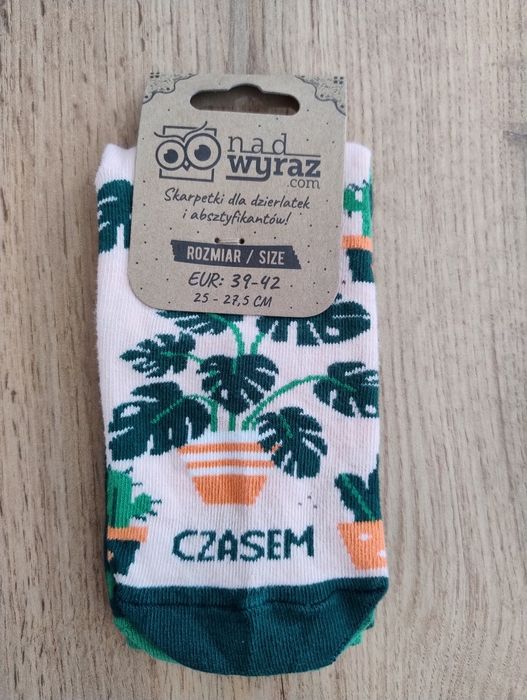 nad
wyraz
.com
Skarpetki dla dzierlatek
i absztyfikantów!
ROZMIAR / SIZE
EUR: 39-42
25 - 27,5 CM
CZASEM